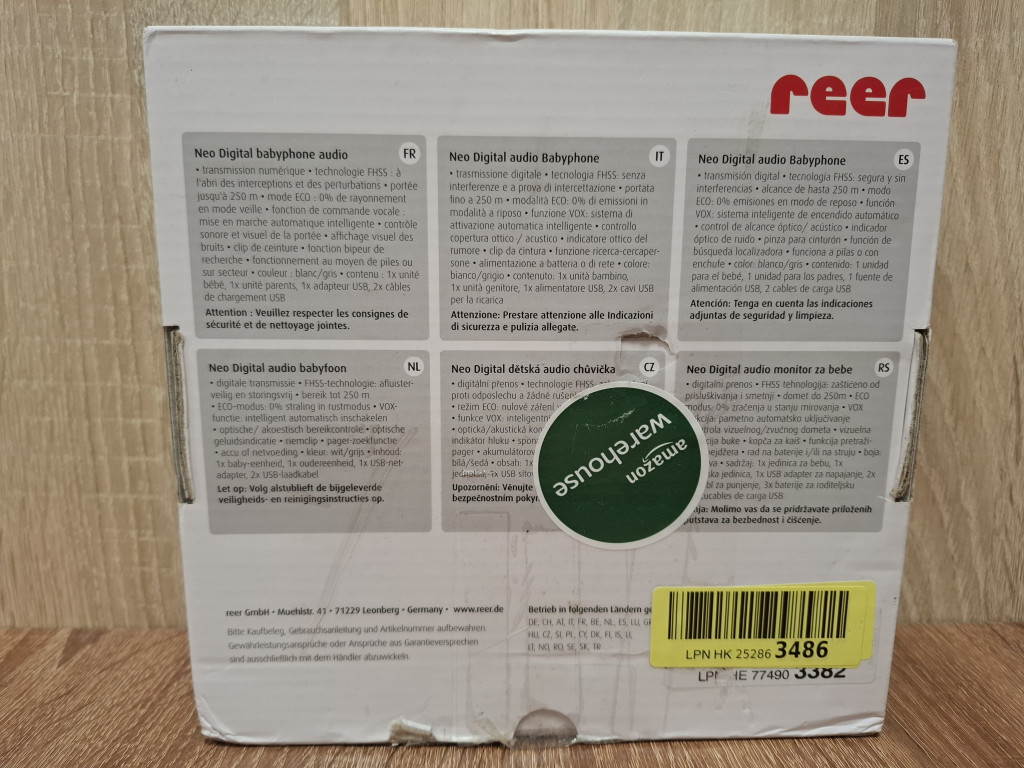 reer
Neo Digital babyphone audio FR
• transmission numérique • technologie FHSS : à
l'abri des interceptions et des perturbations • portée
jusqu'à 250 m • mode ECO : 0% de rayonnement
en mode veille • fonction de commande vocale :
mise en marche automatique intelligente • contrôle
sonore et visuel de la portée • affichage visuel des
bruits • clip de ceinture • fonction bipeur de
recherche • fonctionnement au moyen de piles ou
sur secteur • couleur : blanc/gris • contenu : 1x unité
bébé, 1x unité parents, 1x adaptateur USB, 2x câbles
de chargement USB
Attention : Veuillez respecter les consignes de
sécurité et de nettoyage jointes.
Neo Digital audio Babyphone IT
• trasmissione digitale • tecnologia FHSS: senza
interferenze e a prova di intercettazione • portata
fino a 250 m • modalità ECO: 0% di emissioni in
modalità a riposo • funzione VOX: sistema di
attivazione automatica intelligente • controllo
copertura ottico / acustico • indicatore ottico del
rumore • clip da cintura • funzione ricerca-cercaper-
sone • alimentazione a batteria o di rete • colore:
bianco/grigio • contenuto: 1x unità bambino,
1x unità genitore, 1x alimentatore USB, 2x cavi USB
per la ricarica
Attenzione: Prestare attenzione alle Indicazioni
di sicurezza e pulizia allegate.
Neo Digital audio Babyphone ES
• transmisión digital • tecnología FHSS: segura y sin
interferencias • alcance de hasta 250 m • modo
ECO: 0% emisiones en modo de reposo • función
VOX: sistema inteligente de encendido automático
• control de alcance óptico/ acústico • indicador
óptico de ruido • pinza para cinturón • función de
búsqueda localizadora • funciona a pilas o con
enchufe • color: blanco/gris • contenido: 1 unidad
para el bebé, 1 unidad para los padres, 1 fuente de
alimentación USB, 2 cables de carga USB
Atención: Tenga en cuenta las indicaciones
adjuntas de seguridad y limpieza.
Neo Digital audio babyfoon NL
• digitale transmissie • FHSS-technologie: afluister-
veilig en storingsvrij • bereik tot 250 m
• ECO-modus: 0% straling in rustmodus • VOX-
functie: intelligent automatisch inschakelen
• optische/ akoestisch bereikcontrole • optische
geluidsindicatie • riemclip • pager-zoekfunctie
• accu of netvoeding • kleur: wit/grijs • inhoud:
1x baby-eenheid, 1x oudereenheid, 1x USB-net-
adapter, 2x USB-laadkabel
Let op: Volg alstublieft de bijgeleverde
veiligheids- en reinigingsinstructies op.
Neo Digital dětská audio chůvička CZ
• digitální přenos • technologie FHSS:
proti odposlechu a žádné
• režim ECO: nulové záření
• funkce VOX:
• optická/akustická
indikátor hluku •
pager •
bílá/šedá • obsah: 1x
1x USB
Upozornění: Věnujte
bezpečnostním
Neo Digital audio monitor za bebe RS
• digitalni prenos • FHSS tehnologija: zaštićeno od
prisluškivanja i smetnji • domet do 250m • ECO
modus: 0% zračenja u stanju mirovanja • VOX
pametno automatsko uključivanje
vizuelnog/zvučnog dometa • vizuelna
buke • kopča za kaiš • funkcija pretraži-
• rad na baterije i/ili na struju • boja:
• sadržaj: 1x jedinica za bebu, 1x
jedinica, 1x USB adapter za napajanje, 2x
za punjenje, 3x baterije za roditeljsku
cables de carga USB
Molimo vas da se pridržavate priloženih
za bezbednost i čišćenje.
amazon
warehouse
reer GmbH • Muehlstr. 41 • 71229 Leonberg • Germany • www.reer.de
Bitte Kaufbeleg, Gebrauchsanleitung und Artikelnummer aufbewahren.
Gewährleistungsansprüche oder Ansprüche aus Garantieversprechen
sind ausschließlich mit dem Händler abzuwickeln.
Betrieb in folgenden Ländern
DE, CH, AT, IT, FR, BE, NL, ES, LU, GR
HU, CZ, SI, PL, CY, DK, FI, IS, LI,
LT, NO, RO, SE, SK, TR
LPN HK 25286 3486
77490 3382